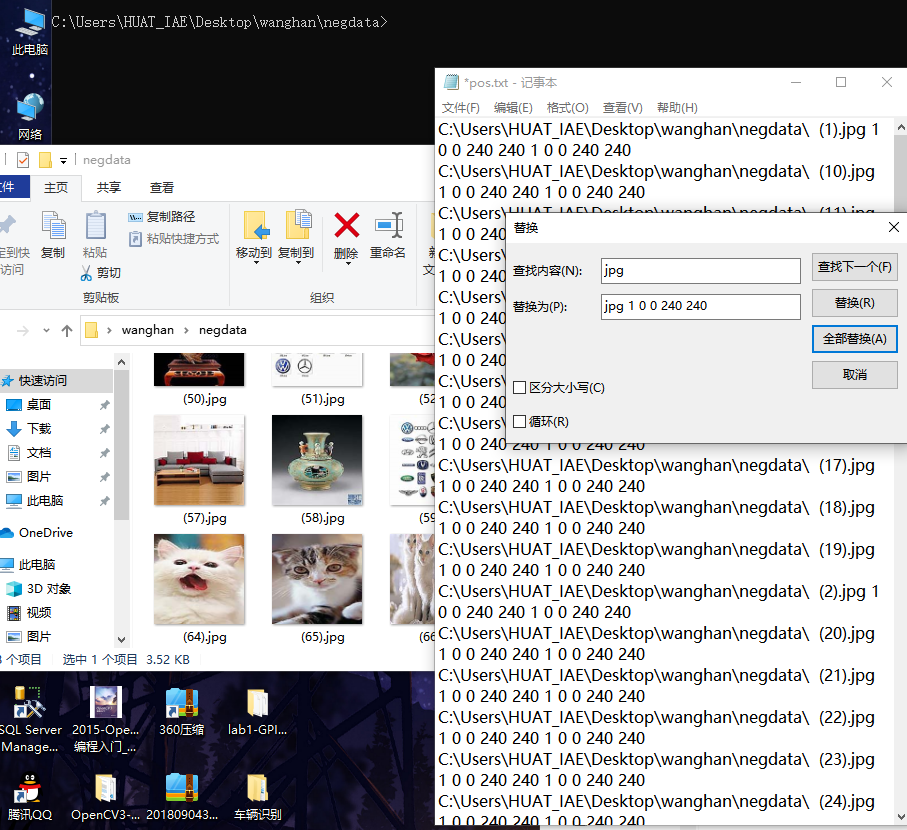 C:\Users\HUAT_IAE\Desktop\wanghan\negdata>
此电脑
网络
*pos.txt - 记事本
文件(F) 编辑(E) 格式(O) 查看(V) 帮助(H)
C:\Users\HUAT_IAE\Desktop\wanghan\negdata\ (1).jpg 1
0 0 240 240 1 0 0 240 240
C:\Users\HUAT_IAE\Desktop\wanghan\negdata\ (10).jpg
1 0 0 240 240 1 0 0 240 240
C:\Users\HUAT_IAE\Desktop\wanghan\negdata\ (11).jpg
1 0 0
C:\Users
1 0 0
C:\Users
1 0 0
C:\Users
1 0 0
C:\Users
1 0 0
C:\Users
1 0 0 240 240 1 0 0 240 240
C:\Users\HUAT_IAE\Desktop\wanghan\negdata\ (17).jpg
1 0 0 240 240 1 0 0 240 240
C:\Users\HUAT_IAE\Desktop\wanghan\negdata\ (18).jpg
1 0 0 240 240 1 0 0 240 240
C:\Users\HUAT_IAE\Desktop\wanghan\negdata\ (19).jpg
1 0 0 240 240 1 0 0 240 240
C:\Users\HUAT_IAE\Desktop\wanghan\negdata\ (2).jpg 1
0 0 240 240 1 0 0 240 240
C:\Users\HUAT_IAE\Desktop\wanghan\negdata\ (20).jpg
1 0 0 240 240 1 0 0 240 240
C:\Users\HUAT_IAE\Desktop\wanghan\negdata\ (21).jpg
1 0 0 240 240 1 0 0 240 240
C:\Users\HUAT_IAE\Desktop\wanghan\negdata\ (22).jpg
1 0 0 240 240 1 0 0 240 240
C:\Users\HUAT_IAE\Desktop\wanghan\negdata\ (23).jpg
1 0 0 240 240 1 0 0 240 240
C:\Users\HUAT_IAE\Desktop\wanghan\negdata\ (24).jpg
1 0 0 240 240 1 0 0 240 240
替换
查找内容(N): jpg 查找下一个(F)
替换为(P): jpg 1 0 0 240 240 替换(R)
全部替换(A)
取消
区分大小写(C)
循环(R)
negdata
件 主页 共享 查看
定到快
访问
复制
粘贴
复制路径
粘贴快捷方式
剪切
剪贴板
移动到 复制到 删除 重命名
组织
新
文
wanghan negdata
快速访问
桌面
下载
文档
图片
此电脑
OneDrive
此电脑
3D 对象
视频
图片
(50).jpg (51).jpg (52
(57).jpg (58).jpg (59
(64).jpg (65).jpg (66
个项目 选中 1 个项目 3.52 KB
SQL Server
Manage...
2015-Ope...
编程入门_...
360压缩
lab1-GPI...
腾讯QQ
OpenCV3-...
201809043...
车辆识别